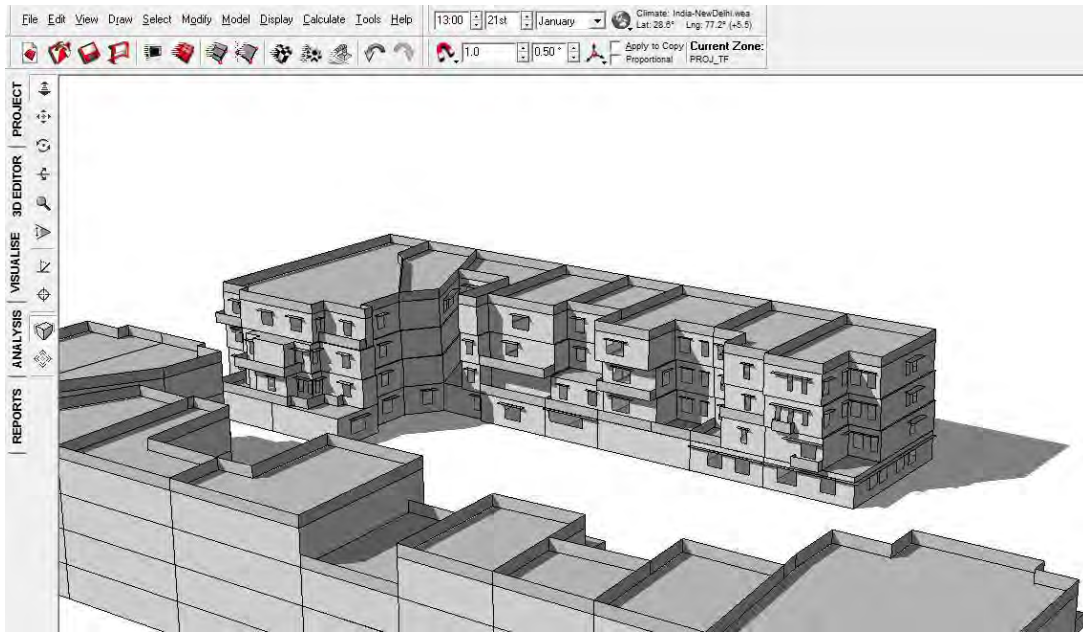 File Edit View Draw Select Modify Model Display Calculate Tools Help
13:00 21st January
Climate: India-NewDelhi.wea
Lat: 28.6° Lng: 77.2° (+5.5)
1.0 0.50 °
Apply to Copy
Proportional
Current Zone:
PROJ_TF
PROJECT
3D EDITOR
VISUALISE
ANALYSIS
REPORTS